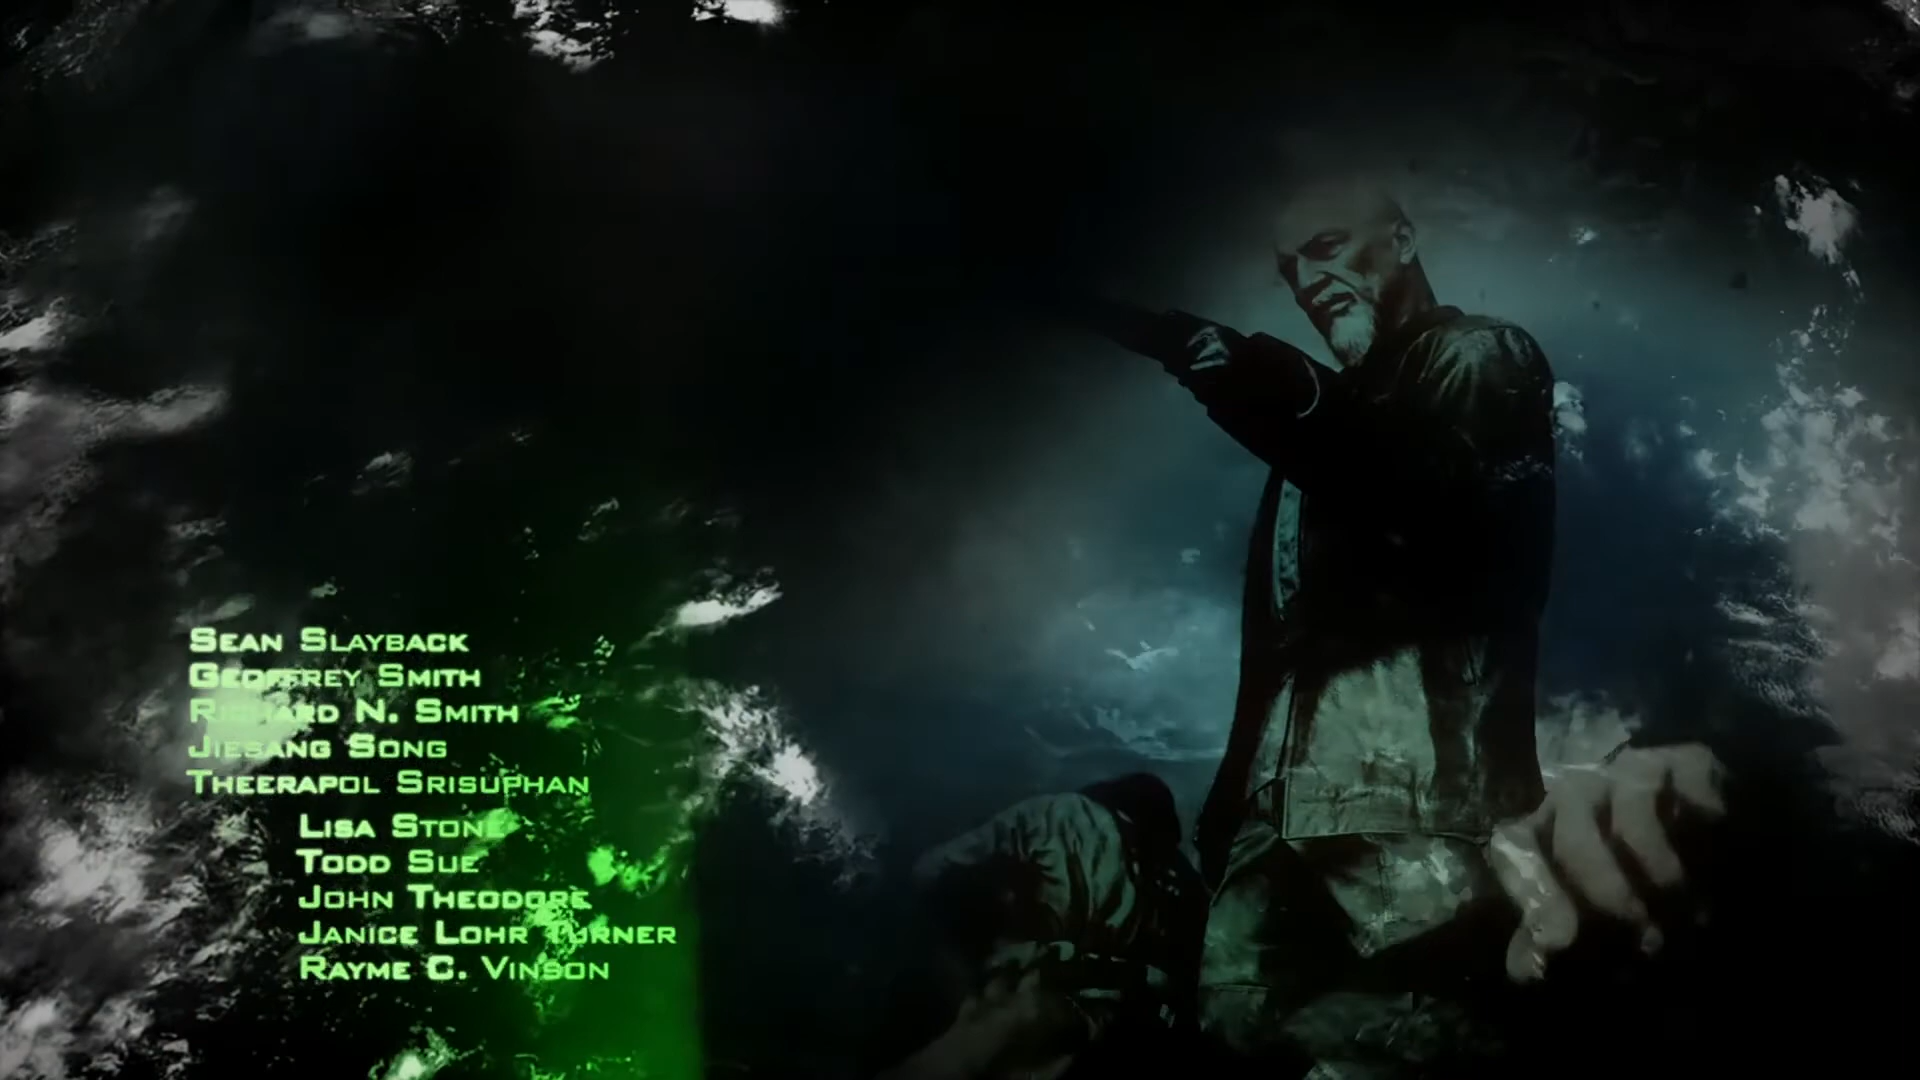 Sean Slayback
Geoffrey Smith
Richard N. Smith
Jiesang Song
Theerapol Srisuphan
Lisa Stone
Todd Sue
John Theodore
Janice Lohr Turner
Rayme C. Vinson